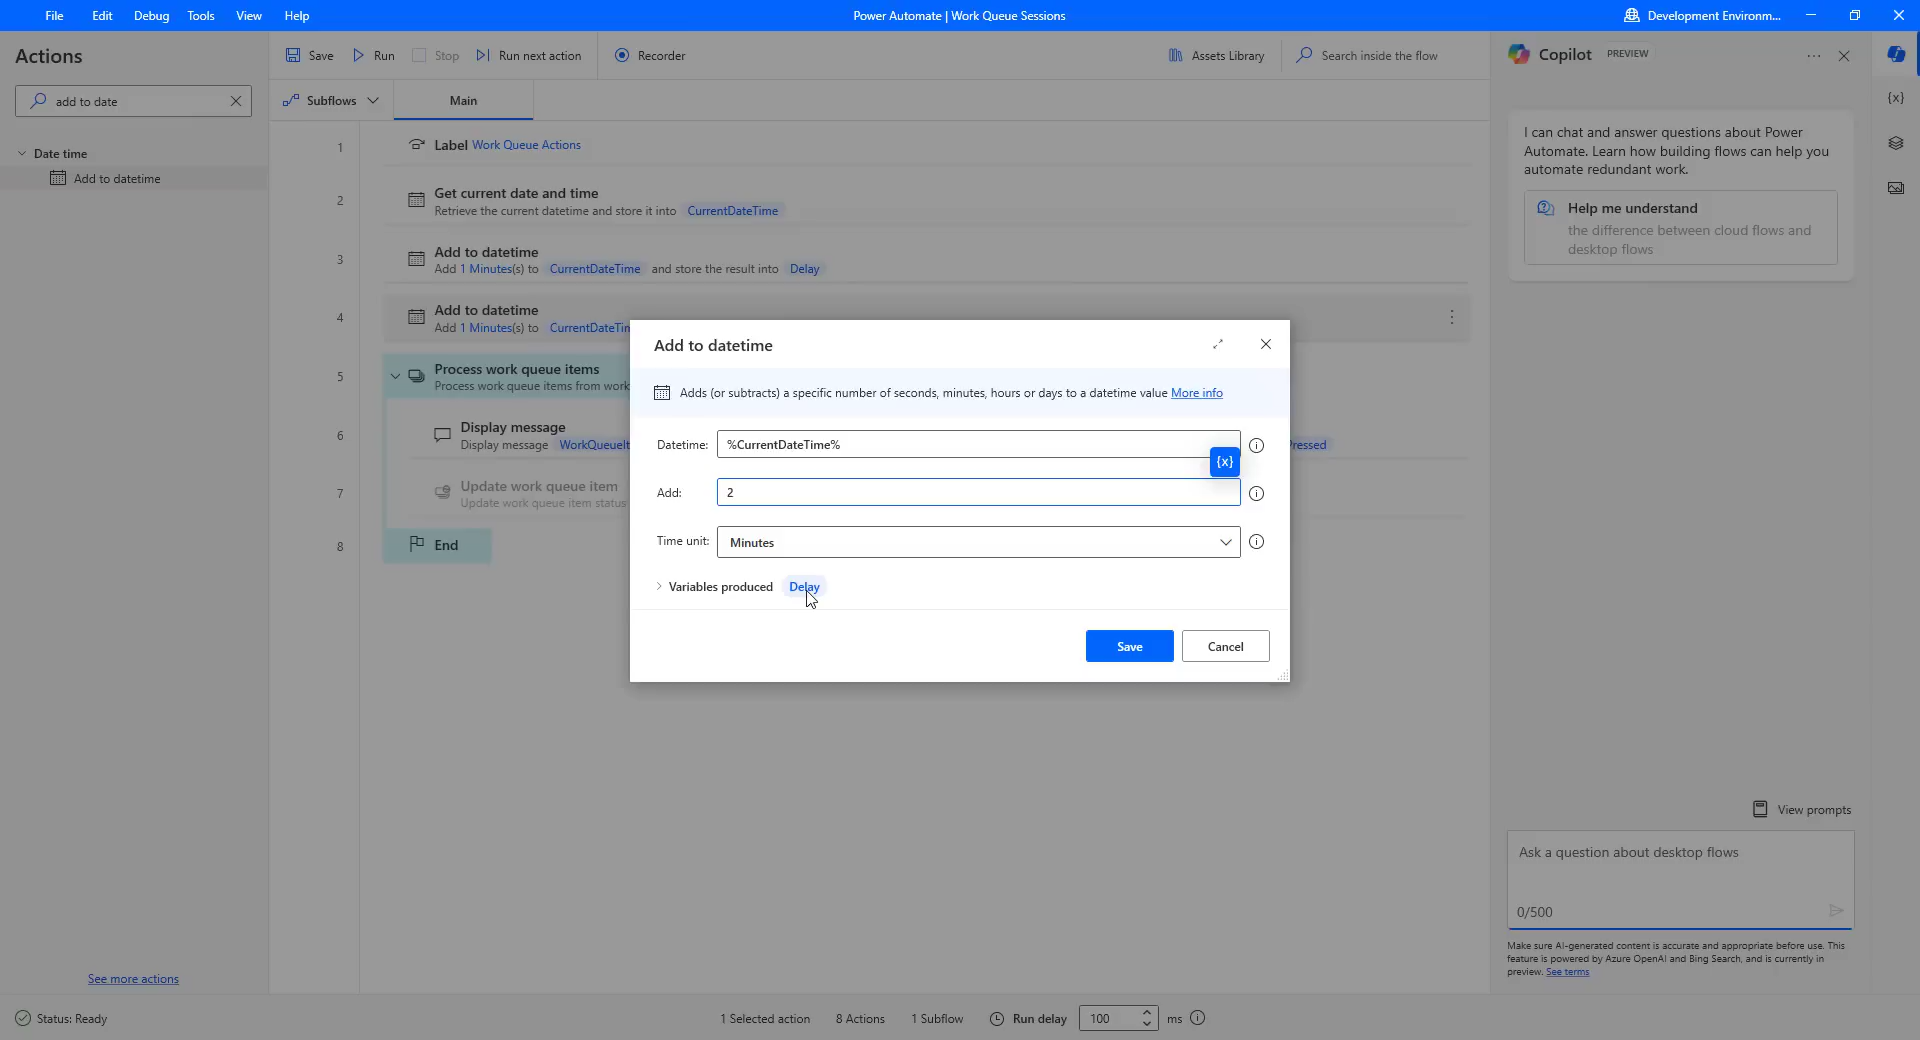 File Edit Debug Tools View Help
Power Automate | Work Queue Sessions
Development Environm...
Actions
Save Run Stop Run next action Recorder
Assets Library Search inside the flow
Copilot PREVIEW
add to date
Subflows Main
{x}
Date time
Add to datetime
1 Label Work Queue Actions
2 Get current date and time
Retrieve the current datetime and store it into CurrentDateTime
3 Add to datetime
Add 1 Minutes(s) to CurrentDateTime and store the result into Delay
4 Add to datetime
Add 1 Minutes(s) to CurrentDateTim
5 Process work queue items
Process work queue items from work
6 Display message
Display message WorkQueueIt
Pressed
7 Update work queue item
Update work queue item status
8 End
Add to datetime
Adds (or subtracts) a specific number of seconds, minutes, hours or days to a datetime value More info
Datetime: %CurrentDateTime%
{x}
Add: 2
Time unit: Minutes
Variables produced Delay
Save Cancel
I can chat and answer questions about Power
Automate. Learn how building flows can help you
automate redundant work.
Help me understand
the difference between cloud flows and
desktop flows
View prompts
Ask a question about desktop flows
0/500
Make sure AI-generated content is accurate and appropriate before use. This
feature is powered by Azure OpenAI and Bing Search, and is currently in
preview. See terms
See more actions
Status: Ready
1 Selected action 8 Actions 1 Subflow Run delay 100 ms